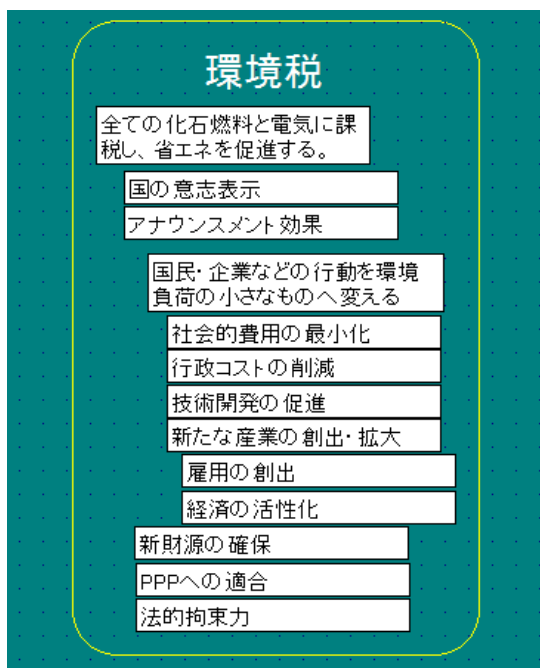 環境税
全ての化石燃料と電気に課
税し、省エネを促進する。
国の意志表示
アナウンスメント効果
国民・企業などの行動を環境
負荷の小さなものへ変える
社会的費用の最小化
行政コストの削減
技術開発の促進
新たな産業の創出・拡大
雇用の創出
経済の活性化
新財源の確保
PPPへの適合
法的拘束力